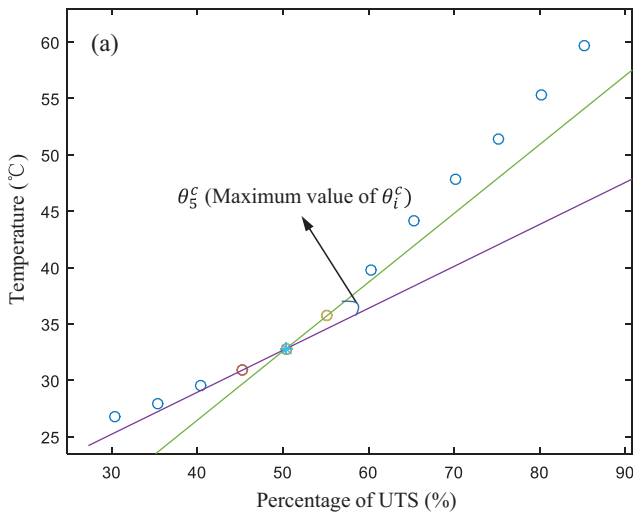 (a)
60
55
50
45
40
35
30
25
Temperature (℃)
θ₅ᶜ (Maximum value of θᵢᶜ)
30 40 50 60 70 80 90
Percentage of UTS (%)